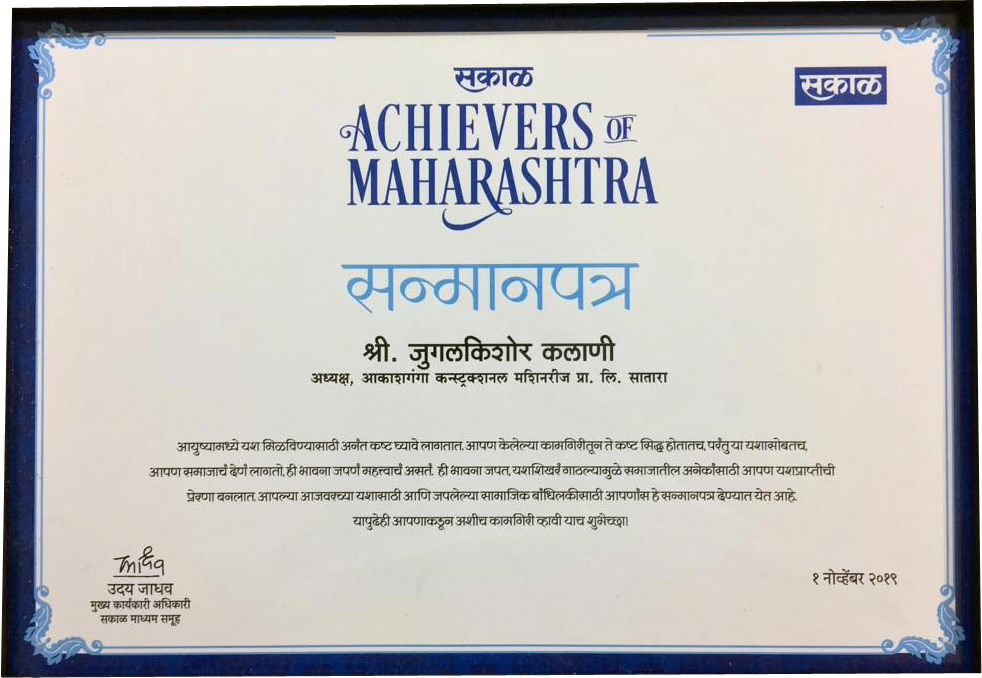 सकाळ
सकाळ
ACHIEVERS OF
MAHARASHTRA
सन्मानपत्र
श्री. जुगलकिशोर कलाणी
अध्यक्ष, आकाशगंगा कन्स्ट्रक्शनल मशिनरीज प्रा. लि. सातारा
आयुष्यामध्ये यश मिळविण्यासाठी अनंत कष्ट घ्यावे लागतात. आपण केलेल्या कामगिरीतून ते कष्ट सिद्ध होतातच, परंतु या यशासोबतच,
आपण समाजाचं देणं लागतो, ही भावना जपणं महत्त्वाचं असतं. ही भावना जपत, यशशिखरं गाठल्यामुळे समाजातील अनेकांसाठी आपण यशप्राप्तीची
प्रेरणा बनलात. आपल्या आजवरच्या यशासाठी आणि जपलेल्या सामाजिक बांधिलकीसाठी आपणांस हे सन्मानपत्र देण्यात येत आहे.
यापुढेही आपणाकडून अशीच कामगिरी व्हावी याच शुभेच्छा!
उदय जाधव
मुख्य कार्यकारी अधिकारी
सकाळ माध्यम समूह
१ नोव्हेंबर २०१९